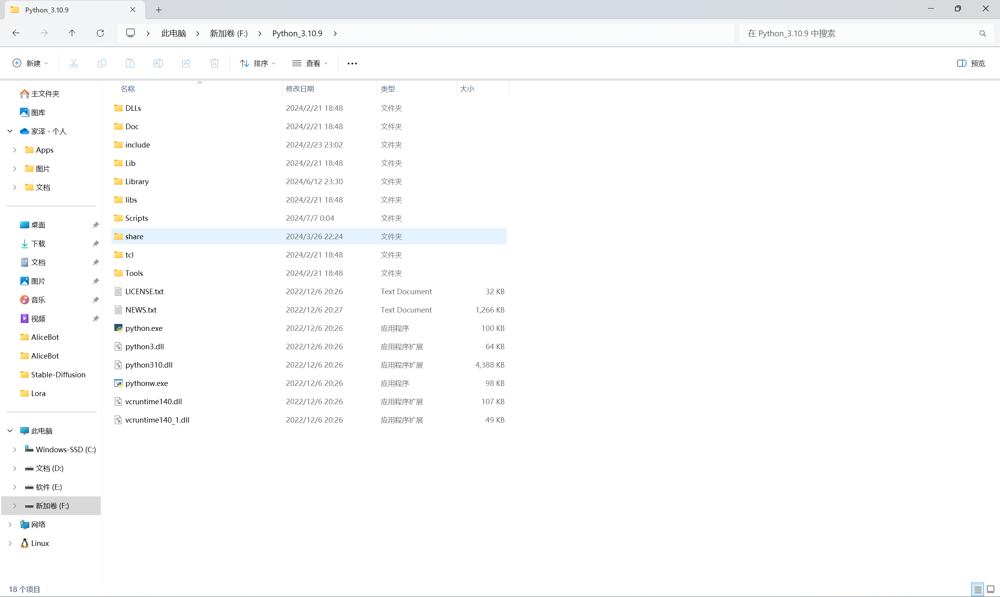 Python_3.10.9
此电脑 新加卷 (F:) Python_3.10.9
在 Python_3.10.9 中搜索
新建 排序 查看 预览
主文件夹
图库
家泽 - 个人
Apps
图片
文档
桌面
下载
文档
图片
音乐
视频
AliceBot
AliceBot
Stable-Diffusion
Lora
此电脑
Windows-SSD (C:)
文档 (D:)
软件 (E:)
新加卷 (F:)
网络
Linux
名称 修改日期 类型 大小
DLLs 2024/2/21 18:48 文件夹
Doc 2024/2/21 18:48 文件夹
include 2024/2/23 23:02 文件夹
Lib 2024/2/21 18:48 文件夹
Library 2024/6/12 23:30 文件夹
libs 2024/2/21 18:48 文件夹
Scripts 2024/7/7 0:04 文件夹
share 2024/3/26 22:24 文件夹
tcl 2024/2/21 18:48 文件夹
Tools 2024/2/21 18:48 文件夹
LICENSE.txt 2022/12/6 20:26 Text Document 32 KB
NEWS.txt 2022/12/6 20:27 Text Document 1,266 KB
python.exe 2022/12/6 20:26 应用程序 100 KB
python3.dll 2022/12/6 20:26 应用程序扩展 64 KB
python310.dll 2022/12/6 20:26 应用程序扩展 4,388 KB
pythonw.exe 2022/12/6 20:26 应用程序 98 KB
vcruntime140.dll 2022/12/6 20:26 应用程序扩展 107 KB
vcruntime140_1.dll 2022/12/6 20:26 应用程序扩展 49 KB
18 个项目